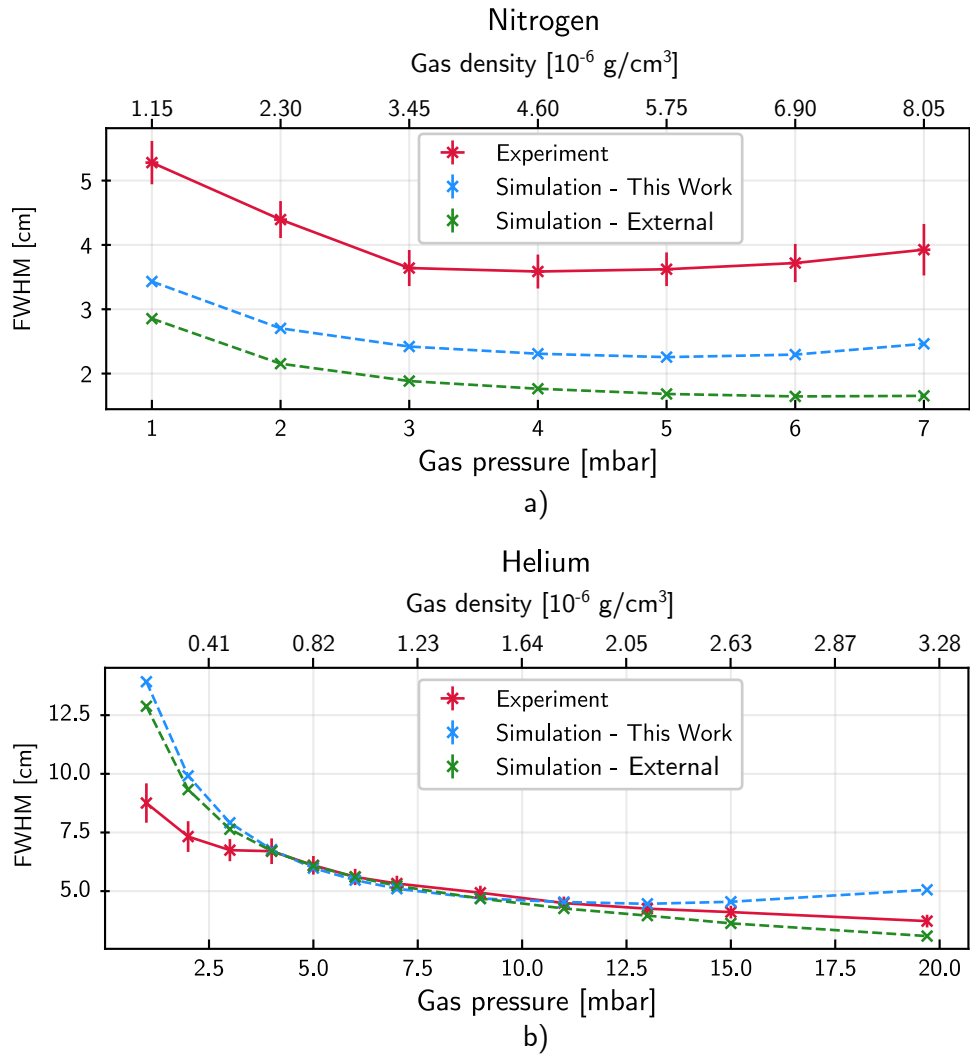 Nitrogen
Gas density [10⁻⁶ g/cm³]
1.15 2.30 3.45 4.60 5.75 6.90 8.05
Experiment
Simulation - This Work
Simulation - External
FWHM [cm]
5
4
3
2
1 2 3 4 5 6 7
Gas pressure [mbar]
a)
Helium
Gas density [10⁻⁶ g/cm³]
0.41 0.82 1.23 1.64 2.05 2.63 2.87 3.28
Experiment
Simulation - This Work
Simulation - External
FWHM [cm]
12.5
10.0
7.5
5.0
2.5 5.0 7.5 10.0 12.5 15.0 17.5 20.0
Gas pressure [mbar]
b)